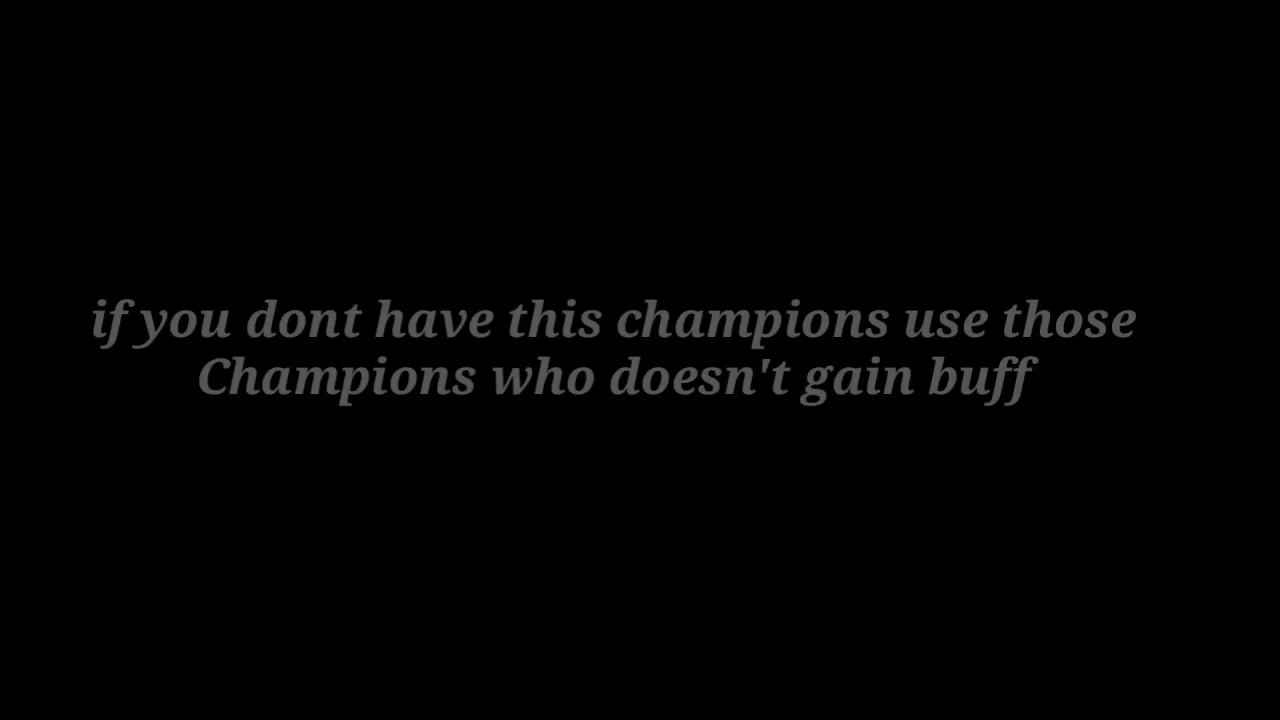 if you dont have this champions use those
Champions who doesn't gain buff